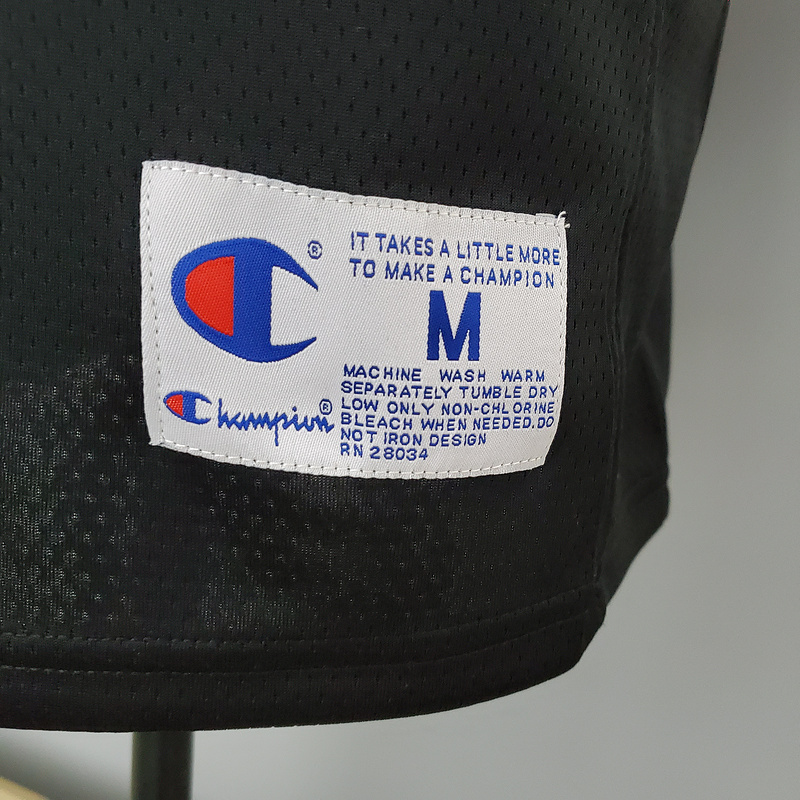 ®
IT TAKES A LITTLE MORE
TO MAKE A CHAMPION
M
MACHINE WASH WARM
SEPARATELY TUMBLE DRY
LOW ONLY NON-CHLORINE
BLEACH WHEN NEEDED.DO
NOT IRON DESIGN
RN 28034
Champion®